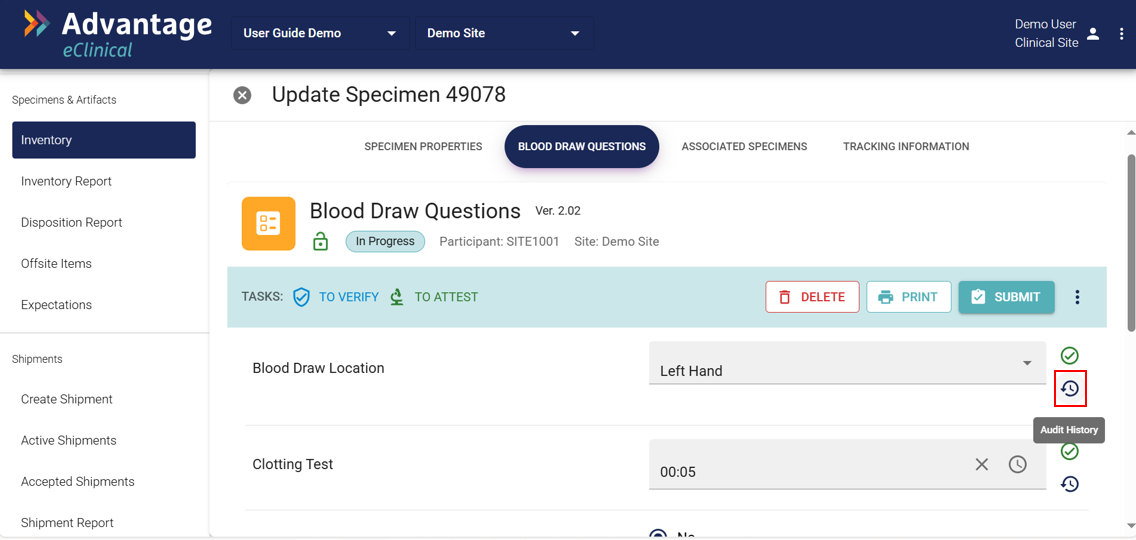 Advantage
eClinical
User Guide Demo
Demo Site
Demo User
Clinical Site
Specimens & Artifacts
Inventory
Inventory Report
Disposition Report
Offsite Items
Expectations
Shipments
Create Shipment
Active Shipments
Accepted Shipments
Shipment Report
Update Specimen 49078
SPECIMEN PROPERTIES
BLOOD DRAW QUESTIONS
ASSOCIATED SPECIMENS
TRACKING INFORMATION
Blood Draw Questions Ver. 2.02
In Progress Participant: SITE1001 Site: Demo Site
TASKS: TO VERIFY TO ATTEST
DELETE
PRINT
SUBMIT
Blood Draw Location
Left Hand
Audit History
Clotting Test
00:05
No